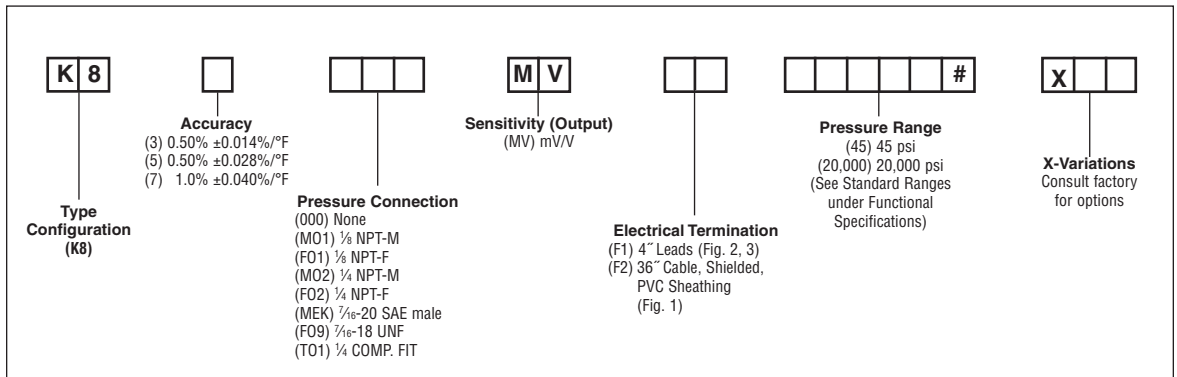 K 8
M V
#
X
Accuracy
(3) 0.50% ±0.014%/°F
(5) 0.50% ±0.028%/°F
(7) 1.0% ±0.040%/°F
Sensitivity (Output)
(MV) mV/V
Pressure Range
(45) 45 psi
(20,000) 20,000 psi
(See Standard Ranges
under Functional
Specifications)
X-Variations
Consult factory
for options
Type
Configuration
(K8)
Pressure Connection
(000) None
(MO1) ⅛ NPT-M
(FO1) ⅛ NPT-F
(MO2) ¼ NPT-M
(FO2) ¼ NPT-F
(MEK) 7⁄16-20 SAE male
(FO9) 7⁄16-18 UNF
(TO1) ¼ COMP. FIT
Electrical Termination
(F1) 4˝ Leads (Fig. 2, 3)
(F2) 36˝ Cable, Shielded,
PVC Sheathing
(Fig. 1)